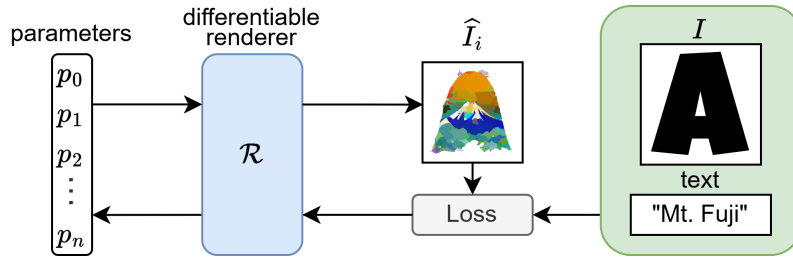 parameters
p₀
p₁
p₂
⋮
pₙ
differentiable
renderer
ℛ
Î_i
Loss
I
A
text
"Mt. Fuji"